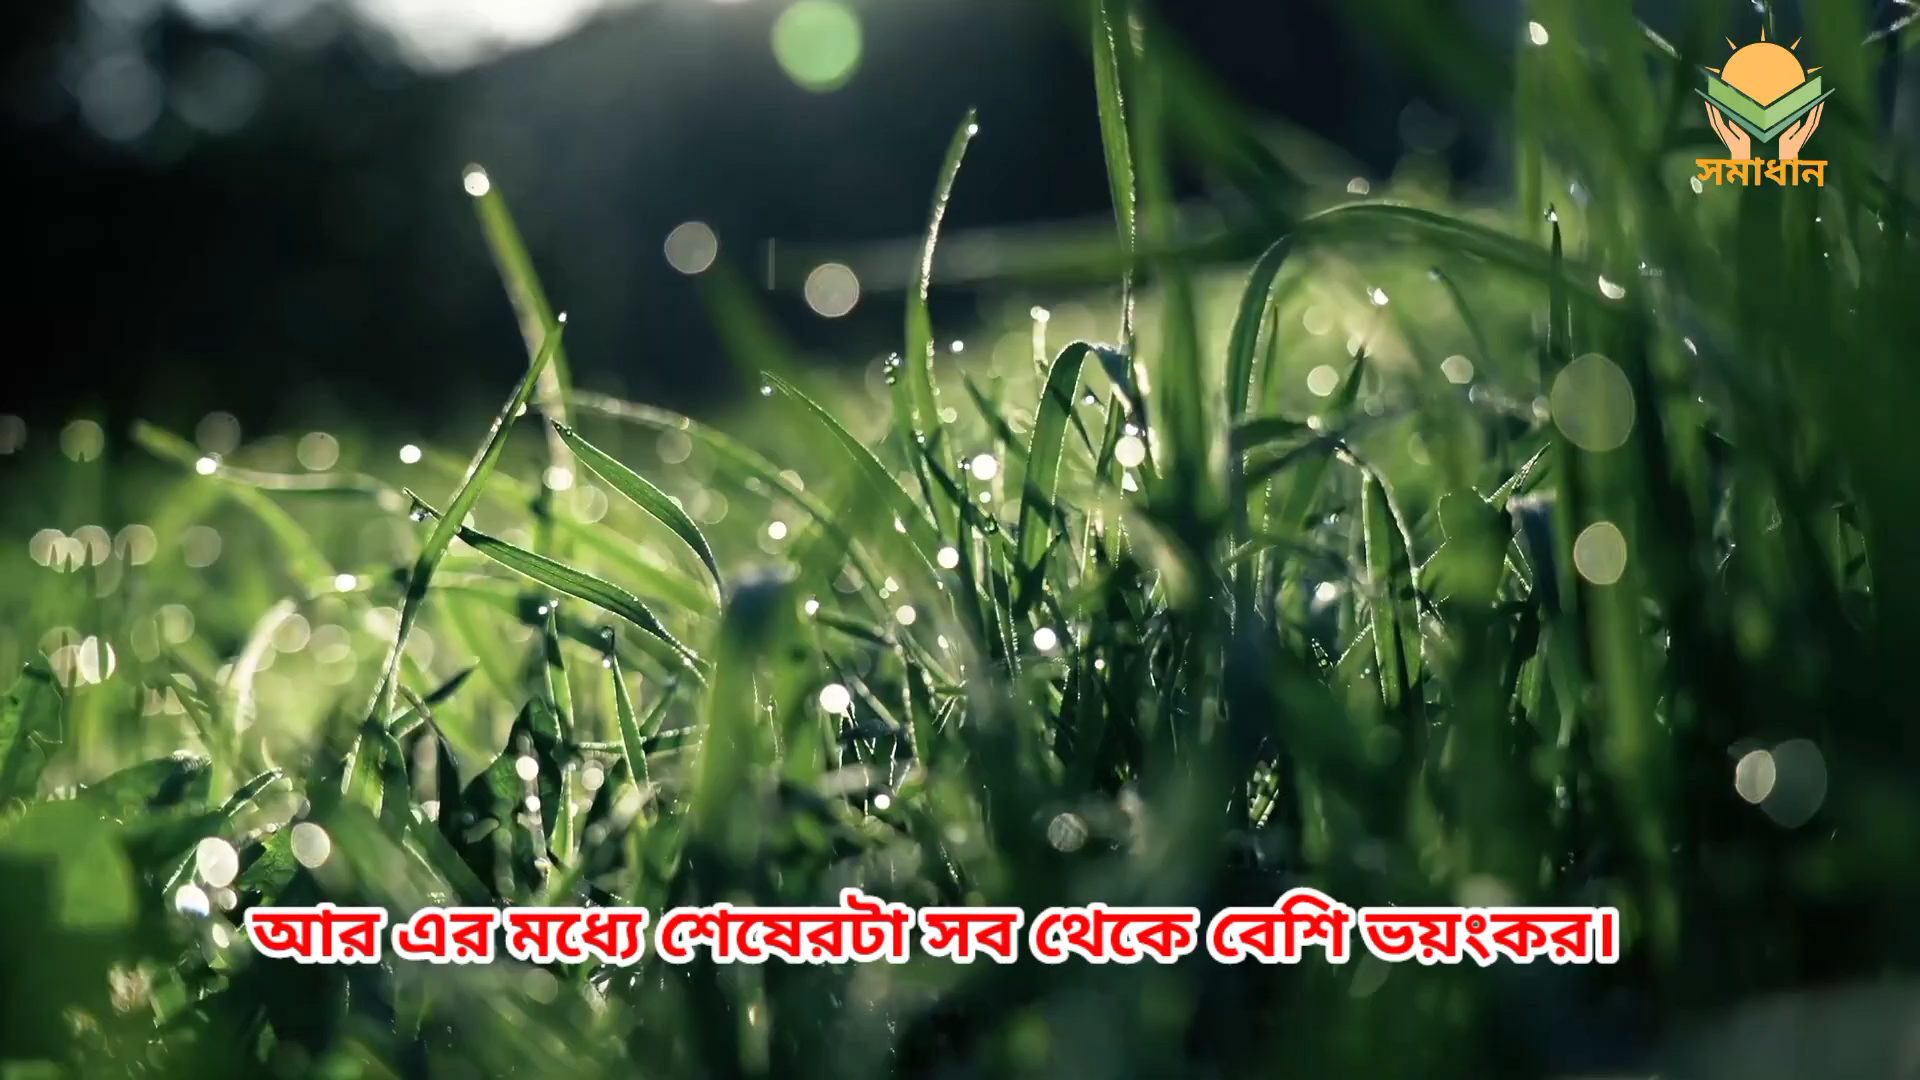 সমাধান
আর এর মধ্যে শেষেরটা সব থেকে বেশি ভয়ংকর।